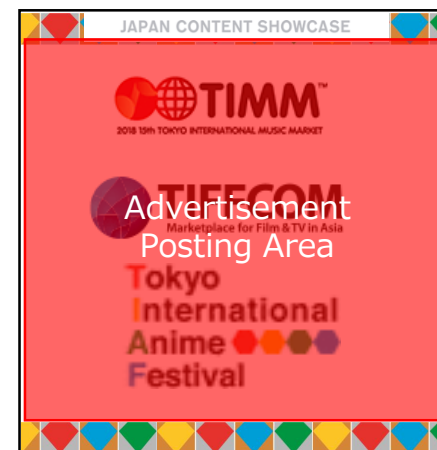 JAPAN CONTENT SHOWCASE
TIMM™
2018 15th TOKYO INTERNATIONAL MUSIC MARKET
TIFFCOM
Marketplace for Film & TV in Asia
Advertisement
Posting Area
Tokyo
International
Anime
Festival